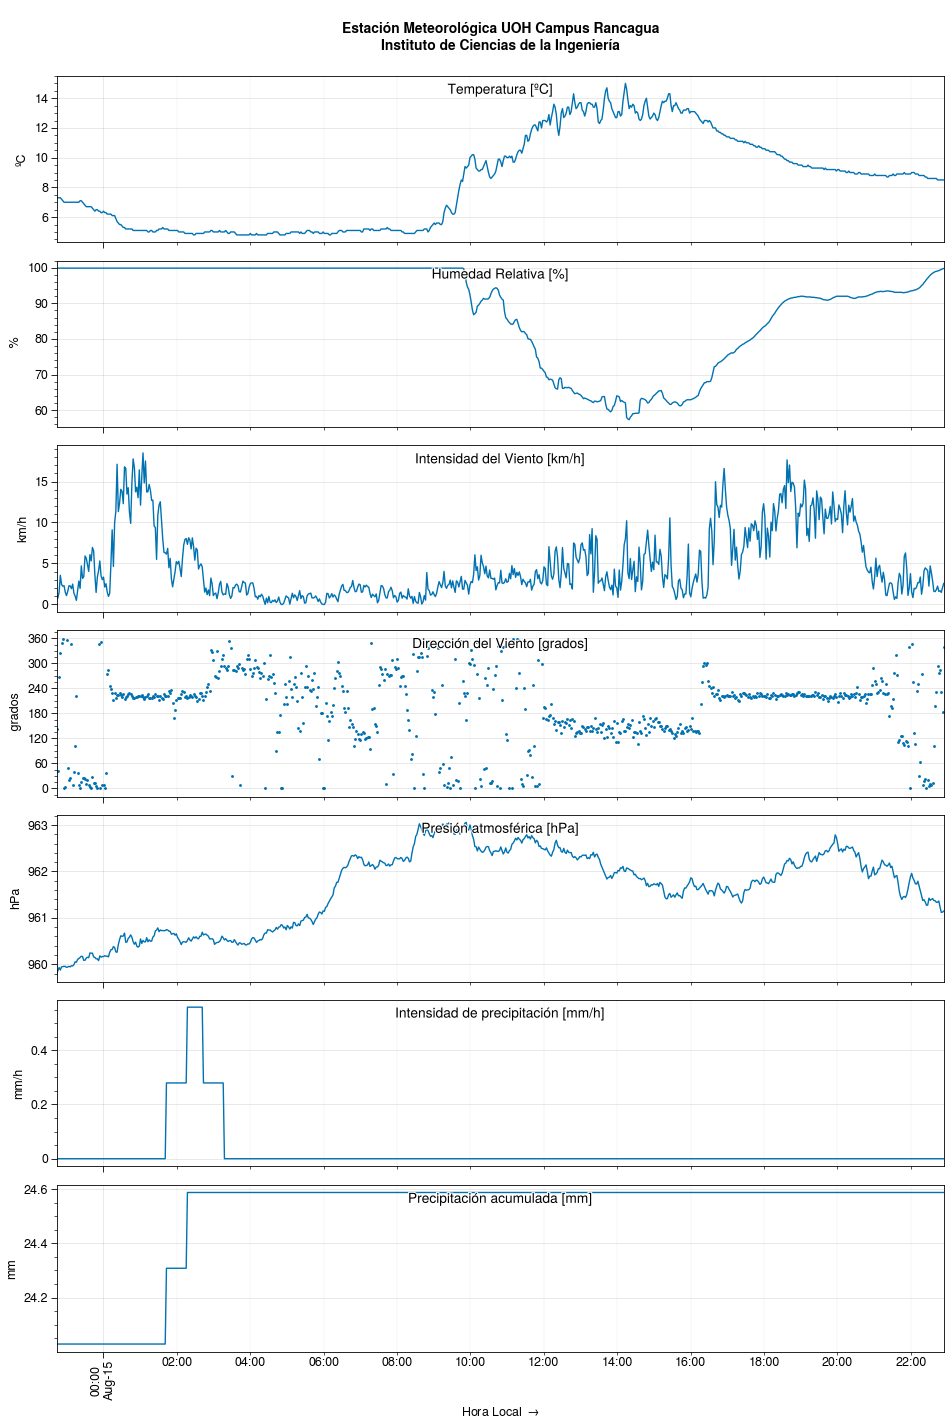 Estación Meteorológica UOH Campus Rancagua
Instituto de Ciencias de la Ingeniería
Temperatura [ºC]
14
12
10
8
6
ºC
Humedad Relativa [%]
100
90
80
70
60
%
Intensidad del Viento [km/h]
15
10
5
0
km/h
Dirección del Viento [grados]
360
300
240
180
120
60
0
grados
Presión atmosférica [hPa]
963
962
961
960
hPa
Intensidad de precipitación [mm/h]
0.4
0.2
0
mm/h
Precipitación acumulada [mm]
24.6
24.4
24.2
mm
00:00
Aug-15
02:00
04:00
06:00
08:00
10:00
12:00
14:00
16:00
18:00
20:00
22:00
Hora Local →